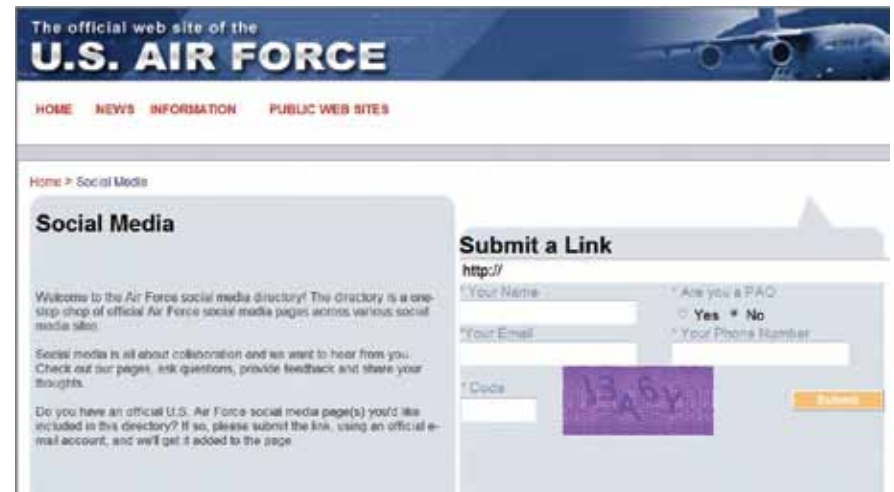 The official web site of the
U.S. AIR FORCE
HOME NEWS INFORMATION PUBLIC WEB SITES
Home > Social Media
Social Media
Welcome to the Air Force social media directory! The directory is a one-
stop shop of official Air Force social media pages across various social
media sites.
Social media is all about collaboration and we want to hear from you.
Check out our pages, ask questions, provide feedback and share your
thoughts.
Do you have an official U.S. Air Force social media page(s) you'd like
included in this directory? If so, please submit the link, using an official e-
mail account, and we'll get it added to the page
Submit a Link
http://
* Your Name * Are you a PAO
Yes No
*Your Email * Your Phone Number
* Code
Submit